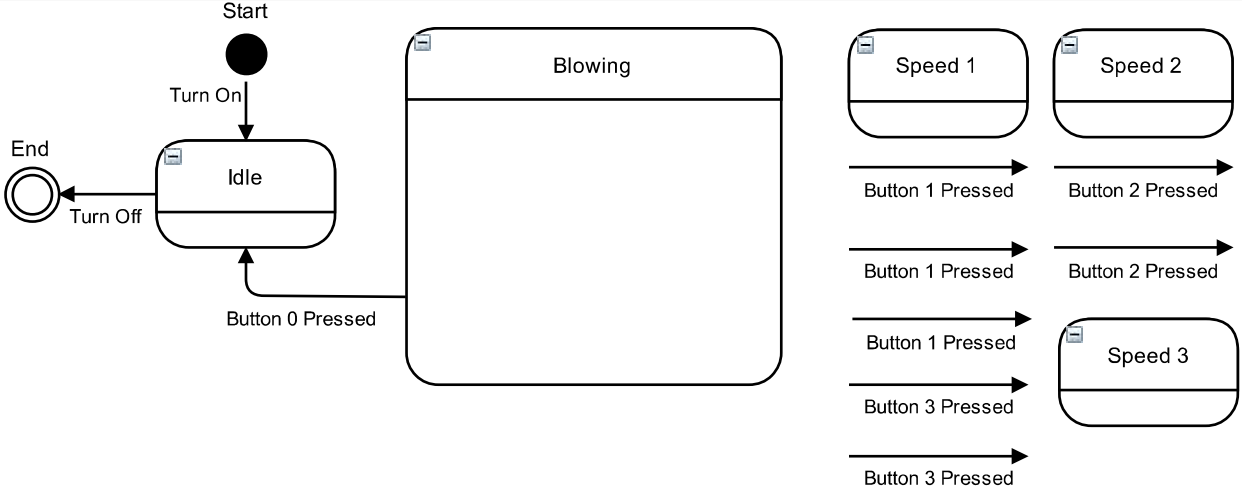 Start
Turn On
End
Idle
Turn Off
Button 0 Pressed
Blowing
Speed 1
Speed 2
Button 1 Pressed
Button 2 Pressed
Button 1 Pressed
Button 2 Pressed
Button 1 Pressed
Speed 3
Button 3 Pressed
Button 3 Pressed